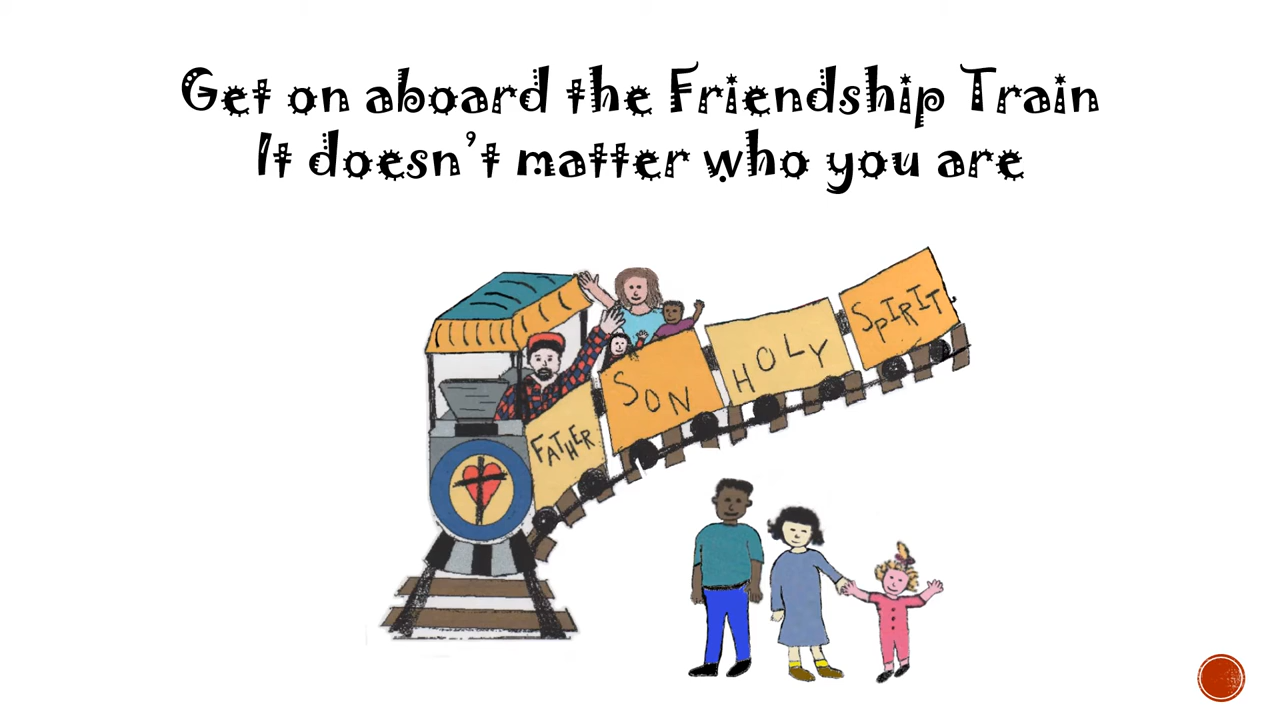 Get on aboard the Friendship Train
It doesn't matter who you are
FATHER
SON
HOLY
SPIRIT